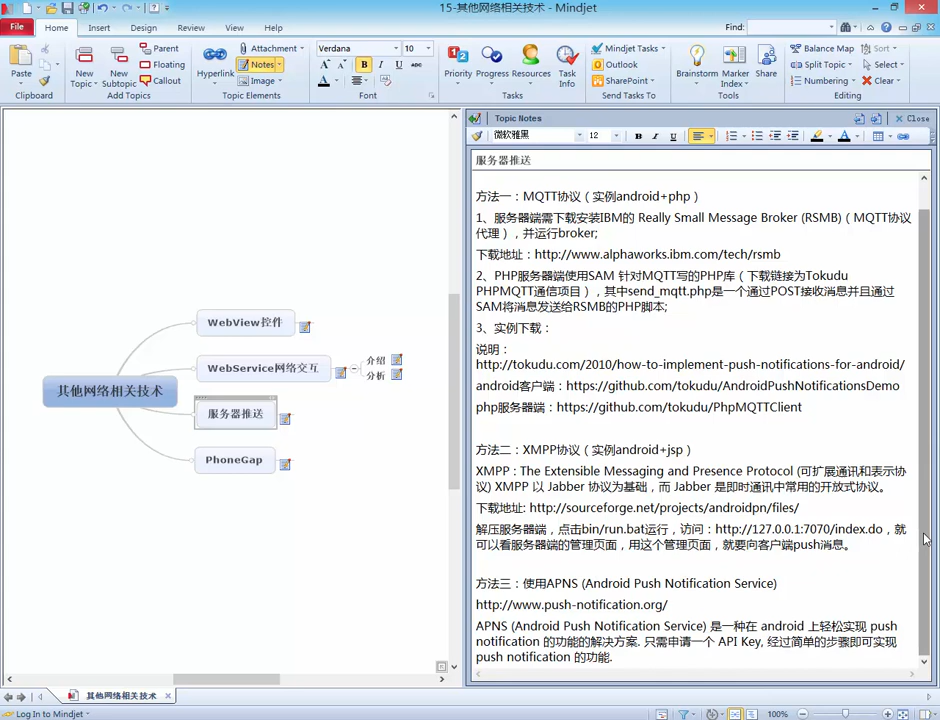 15-其他网络相关技术 - Mindjet
File Home Insert Design Review View Help Find:
Paste
Clipboard
New Topic
New Subtopic
Parent
Floating
Callout
Add Topics
Hyperlink
Attachment
Notes
Image
Topic Elements
Verdana 10
B I U abc
A
Font
Priority Progress Resources Task Info
Tasks
Mindjet Tasks
Outlook
SharePoint
Send Tasks To
Brainstorm Marker Index Share
Tools
Balance Map Sort
Split Topic Select
Numbering Clear
Editing
WebView控件
WebService网络交互
介绍
分析
其他网络相关技术
服务器推送
PhoneGap
Topic Notes Close
微软雅黑 12 B I U
服务器推送
方法一：MQTT协议（实例android+php）
1、服务器端需下载安装IBM的 Really Small Message Broker (RSMB)（MQTT协议
代理），并运行broker;
下载地址：http://www.alphaworks.ibm.com/tech/rsmb
2、PHP服务器端使用SAM 针对MQTT写的PHP库（下载链接为Tokudu
PHPMQTT通信项目），其中send_mqtt.php是一个通过POST接收消息并且通过
SAM将消息发送给RSMB的PHP脚本;
3、实例下载：
说明：
http://tokudu.com/2010/how-to-implement-push-notifications-for-android/
android客户端：https://github.com/tokudu/AndroidPushNotificationsDemo
php服务器端：https://github.com/tokudu/PhpMQTTClient
方法二：XMPP协议（实例android+jsp）
XMPP : The Extensible Messaging and Presence Protocol (可扩展通讯和表示协
议) XMPP 以 Jabber 协议为基础，而 Jabber 是即时通讯中常用的开放式协议。
下载地址: http://sourceforge.net/projects/androidpn/files/
解压服务器端，点击bin/run.bat运行，访问：http://127.0.0.1:7070/index.do，就
可以看服务器端的管理页面，用这个管理页面，就要向客户端push消息。
方法三：使用APNS (Android Push Notification Service)
http://www.push-notification.org/
APNS (Android Push Notification Service) 是一种在 android 上轻松实现 push
notification 的功能的解决方案. 只需申请一个 API Key, 经过简单的步骤即可实现
push notification 的功能.
其他网络相关技术
Log In to Mindjet 100%